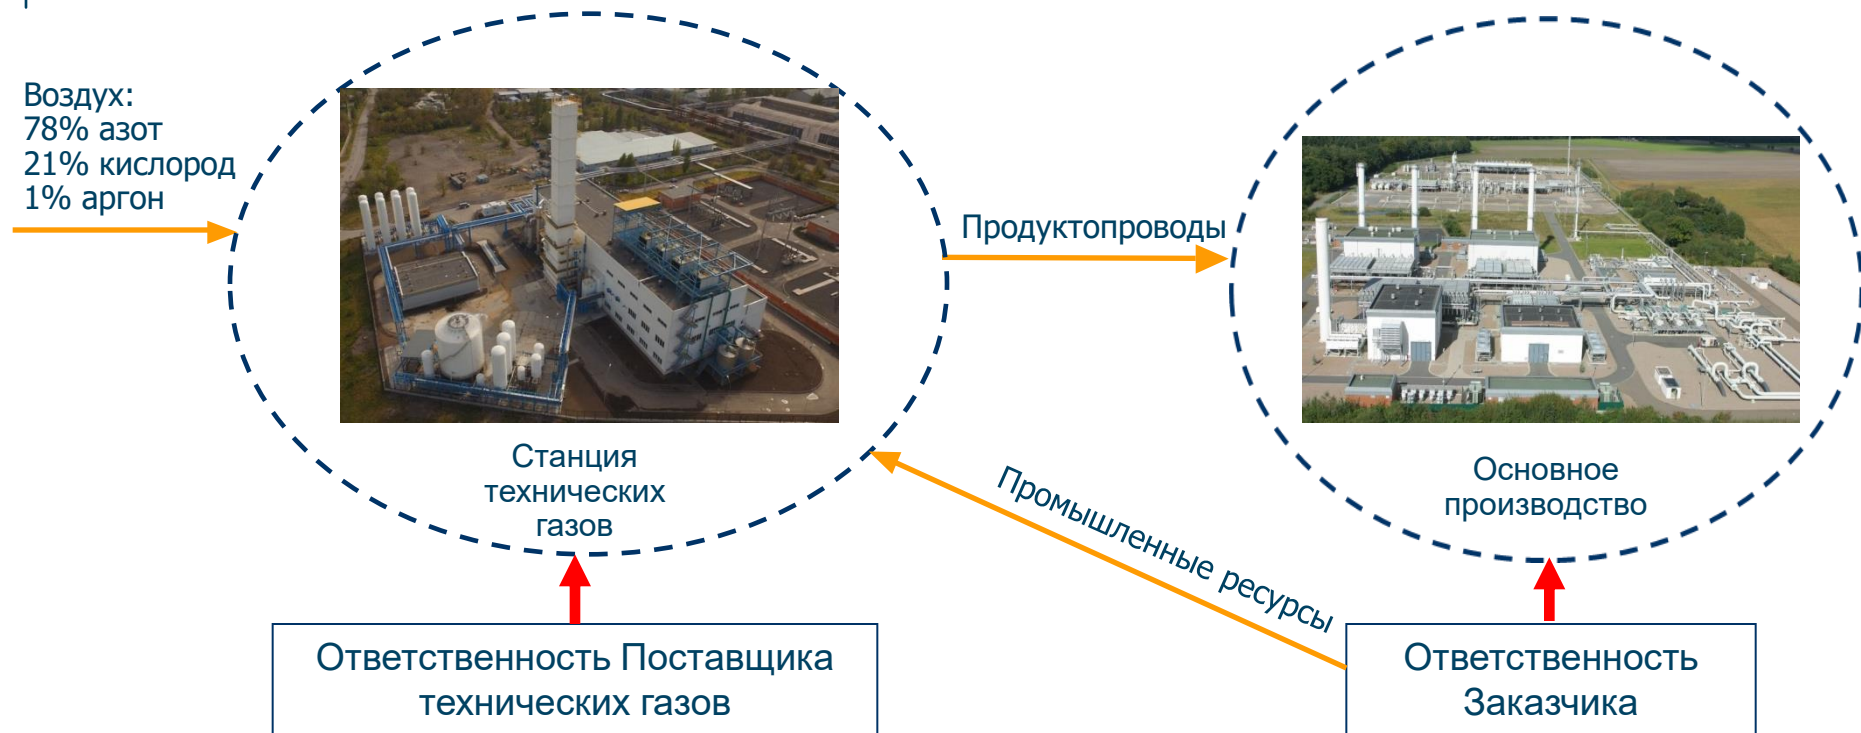 Воздух:
78% азот
21% кислород
1% аргон
Продуктопроводы
Станция
технических
газов
Основное
производство
Промышленные ресурсы
Ответственность Поставщика
технических газов
Ответственность
Заказчика